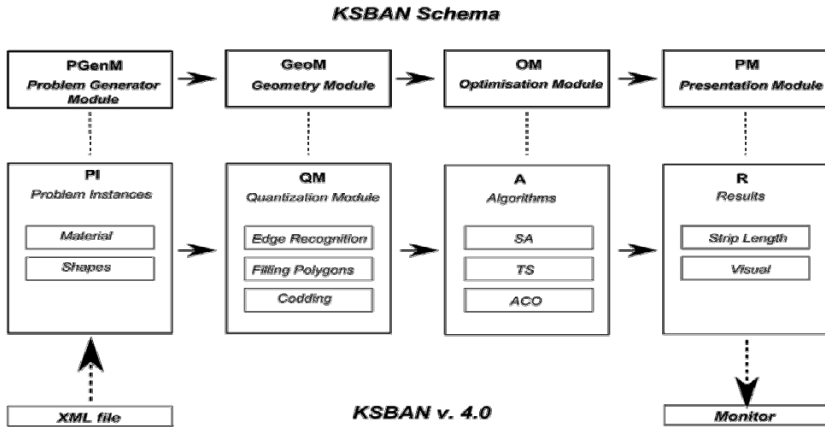 KSBAN Schema
PGenM
Problem Generator
Module
GeoM
Geometry Module
OM
Optimisation Module
PM
Presentation Module
PI
Problem Instances
Material
Shapes
QM
Quantization Module
Edge Recognition
Filling Polygons
Codding
A
Algorithms
SA
TS
ACO
R
Results
Strip Length
Visual
XML file
KSBAN v. 4.0
Monitor